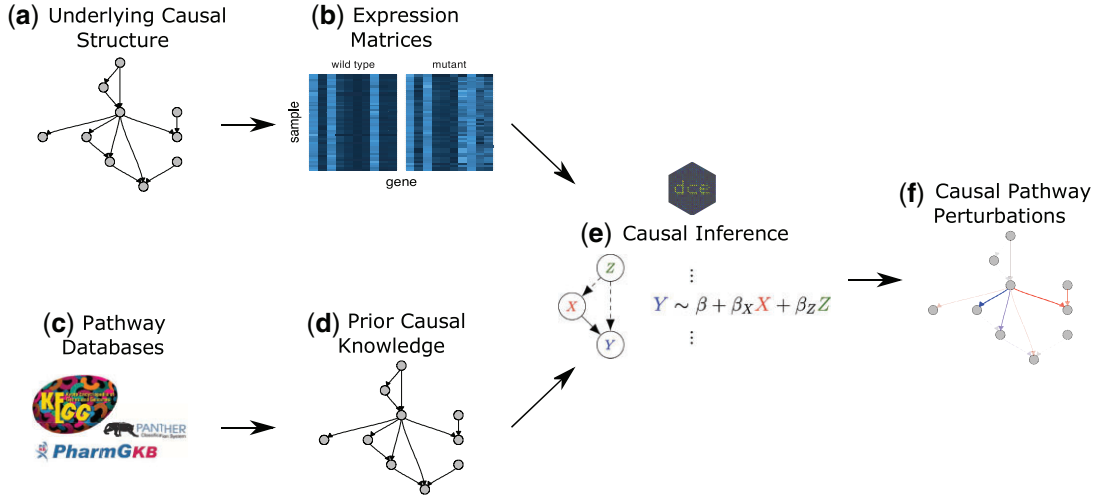 (a) Underlying Causal
Structure
(b) Expression
Matrices
wild type
mutant
sample
gene
(c) Pathway
Databases
KEGG
PANTHER
PharmGKB
(d) Prior Causal
Knowledge
dce
(e) Causal Inference
Z
X
Y
⋮
Y ∼ β + β_X X + β_Z Z
⋮
(f) Causal Pathway
Perturbations